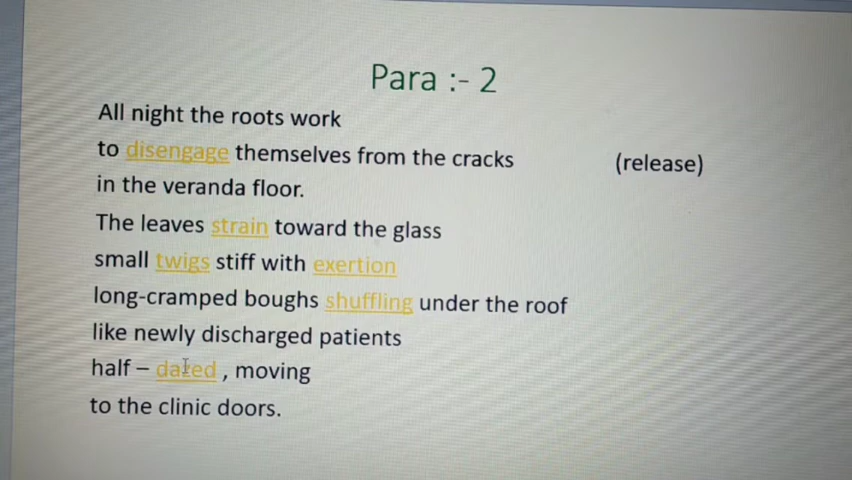 Para :- 2
All night the roots work
to disengage themselves from the cracks (release)
in the veranda floor.
The leaves strain toward the glass
small twigs stiff with exertion
long-cramped boughs shuffling under the roof
like newly discharged patients
half – dazed , moving
to the clinic doors.